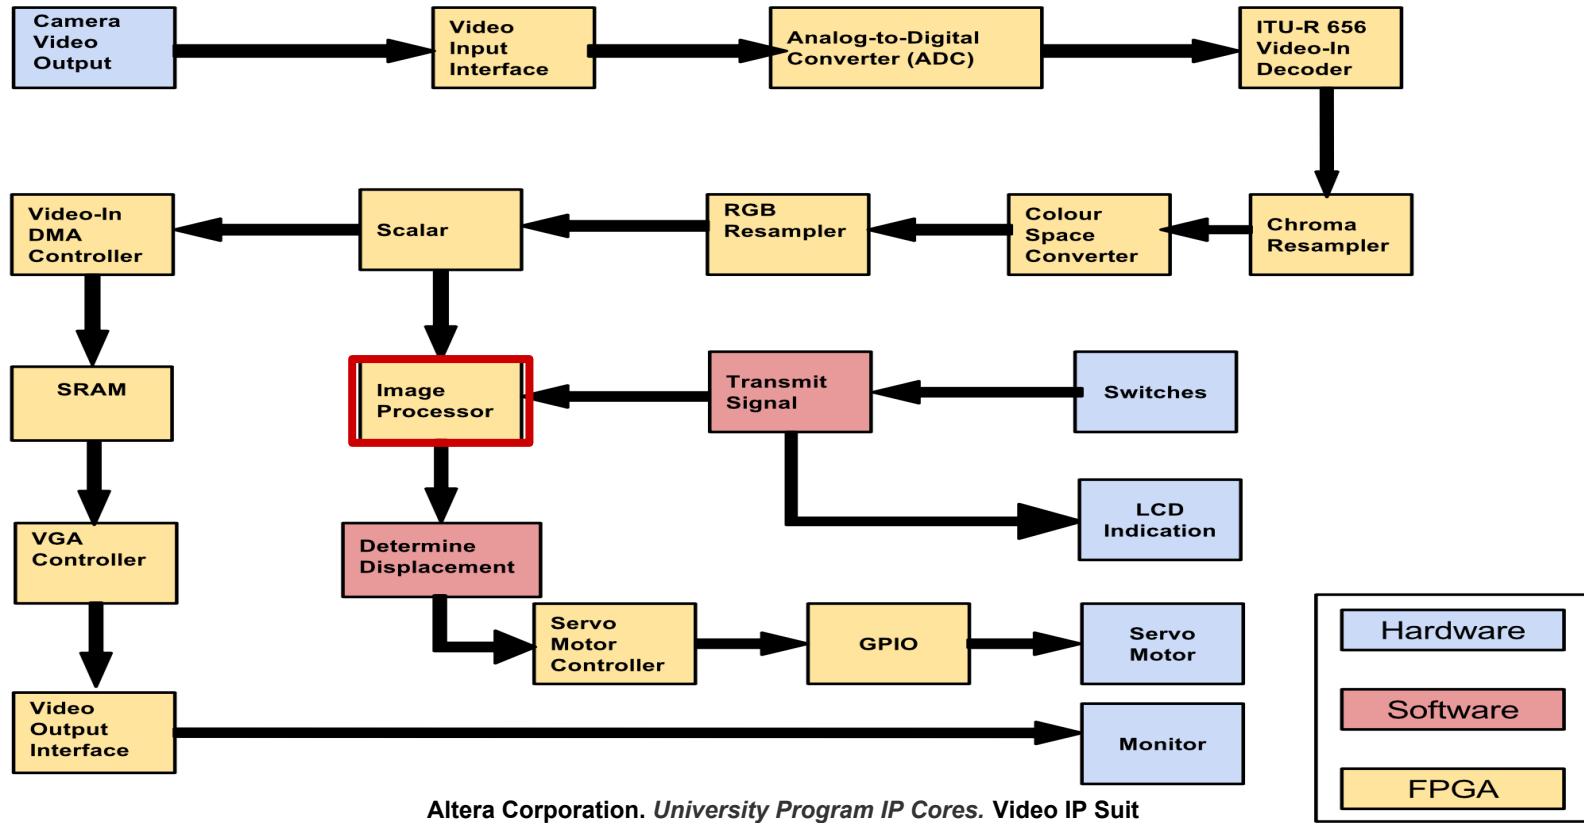 Camera
Video
Output
Video
Input
Interface
Analog-to-Digital
Converter (ADC)
ITU-R 656
Video-In
Decoder
Video-In
DMA
Controller
Scalar
RGB
Resampler
Colour
Space
Converter
Chroma
Resampler
SRAM
Image
Processor
Transmit
Signal
Switches
VGA
Controller
Determine
Displacement
LCD
Indication
Servo
Motor
Controller
GPIO
Servo
Motor
Video
Output
Interface
Monitor
Hardware
Software
FPGA
Altera Corporation. University Program IP Cores. Video IP Suit